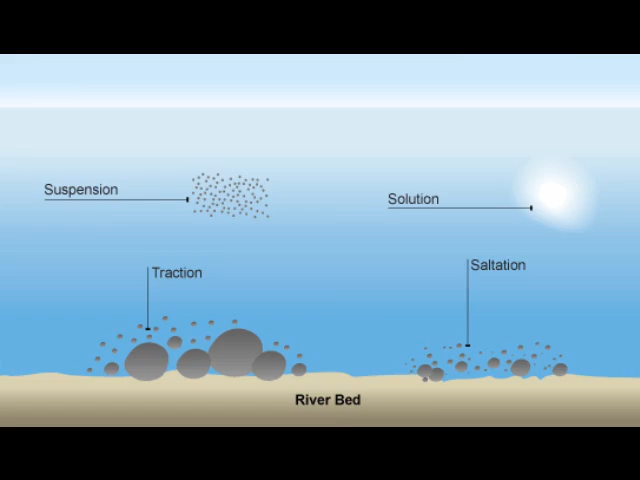 Suspension
Solution
Traction
Saltation
River Bed